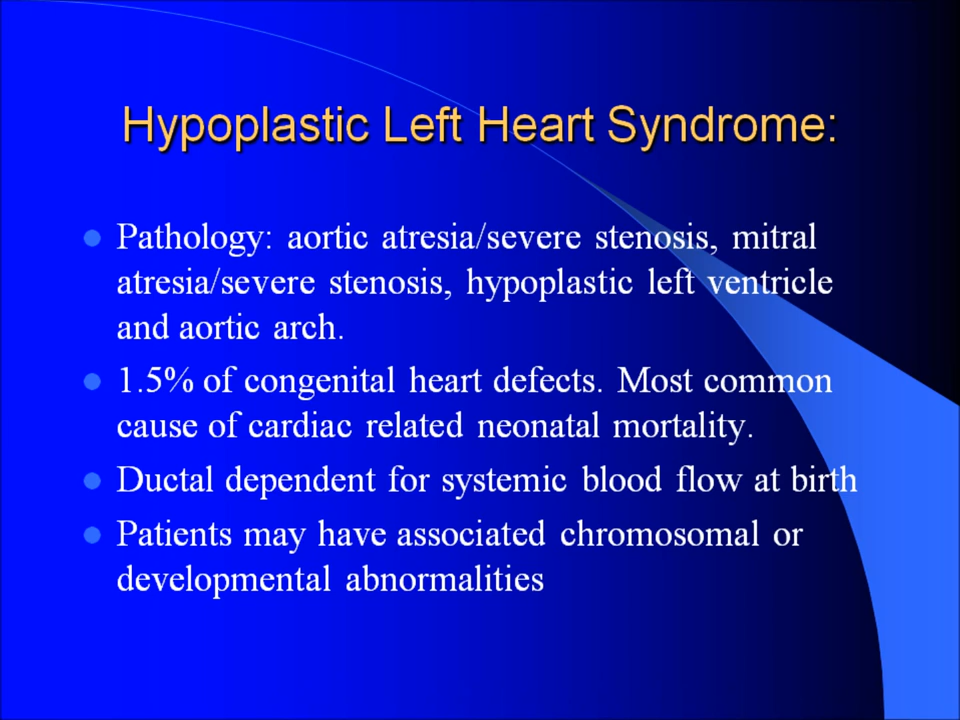 Hypoplastic Left Heart Syndrome:
Pathology: aortic atresia/severe stenosis, mitral
atresia/severe stenosis, hypoplastic left ventricle
and aortic arch.
1.5% of congenital heart defects. Most common
cause of cardiac related neonatal mortality.
Ductal dependent for systemic blood flow at birth
Patients may have associated chromosomal or
developmental abnormalities